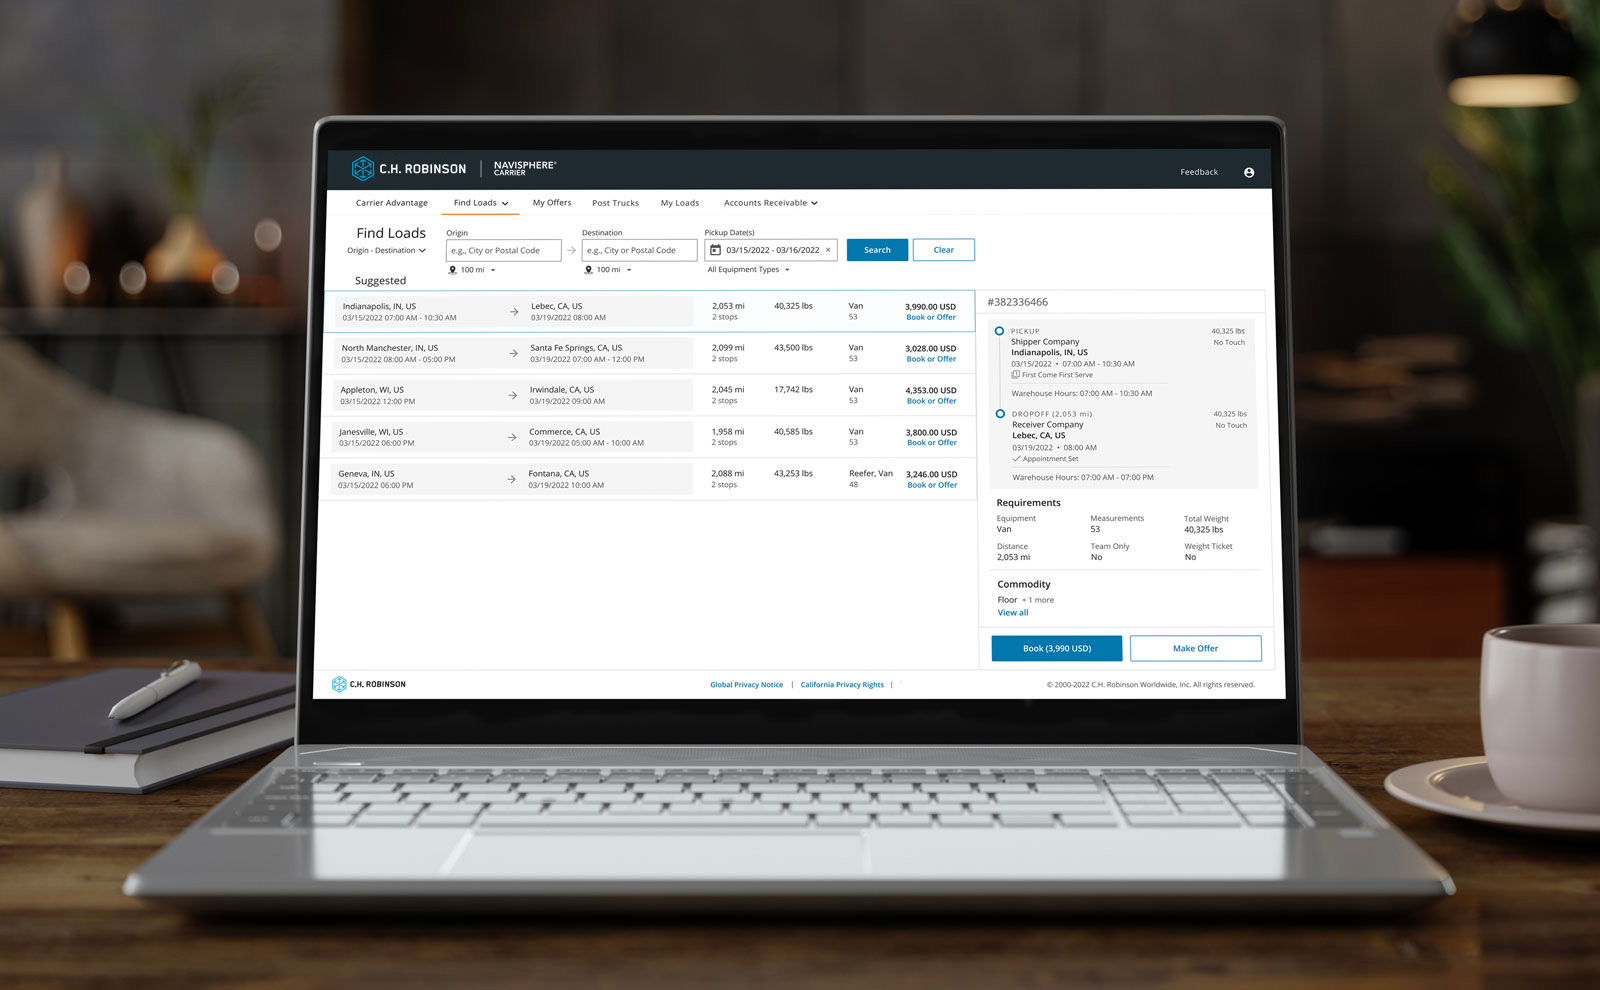 C.H. ROBINSON
NAVISPHERE®
CARRIER
Feedback
Carrier Advantage Find Loads My Offers Post Trucks My Loads Accounts Receivable
Find Loads
Origin - Destination
Origin
e.g., City or Postal Code
100 mi
Destination
e.g., City or Postal Code
100 mi
Pickup Date(s)
03/15/2022 - 03/16/2022 ×
All Equipment Types
Search
Clear
Suggested
Indianapolis, IN, US → Lebec, CA, US 2,053 mi 40,325 lbs Van 3,990.00 USD
03/15/2022 07:00 AM - 10:30 AM 03/19/2022 08:00 AM 2 stops 53 Book or Offer
North Manchester, IN, US → Santa Fe Springs, CA, US 2,099 mi 43,500 lbs Van 3,028.00 USD
03/15/2022 08:00 AM - 05:00 PM 03/19/2022 07:00 AM - 12:00 PM 2 stops 53 Book or Offer
Appleton, WI, US → Irwindale, CA, US 2,045 mi 17,742 lbs Van 4,353.00 USD
03/15/2022 12:00 PM 03/19/2022 09:00 AM 2 stops 53 Book or Offer
Janesville, WI, US → Commerce, CA, US 1,958 mi 40,585 lbs Van 3,800.00 USD
03/15/2022 06:00 PM 03/19/2022 05:00 AM - 10:00 AM 2 stops 53 Book or Offer
Geneva, IN, US → Fontana, CA, US 2,088 mi 43,253 lbs Reefer, Van 3,246.00 USD
03/15/2022 06:00 PM 03/19/2022 10:00 AM 2 stops 48 Book or Offer
#382336466
PICKUP 40,325 lbs
Shipper Company No Touch
Indianapolis, IN, US
03/15/2022 • 07:00 AM - 10:30 AM
First Come First Serve
Warehouse Hours: 07:00 AM - 10:30 AM
DROPOFF (2,053 mi) 40,325 lbs
Receiver Company No Touch
Lebec, CA, US
03/19/2022 • 08:00 AM
Appointment Set
Warehouse Hours: 07:00 AM - 07:00 PM
Requirements
Equipment Measurements Total Weight
Van 53 40,325 lbs
Distance Team Only Weight Ticket
2,053 mi No No
Commodity
Floor + 1 more
View all
Book (3,990 USD) Make Offer
C.H. ROBINSON
Global Privacy Notice | California Privacy Rights |
© 2000-2022 C.H. Robinson Worldwide, Inc. All rights reserved.